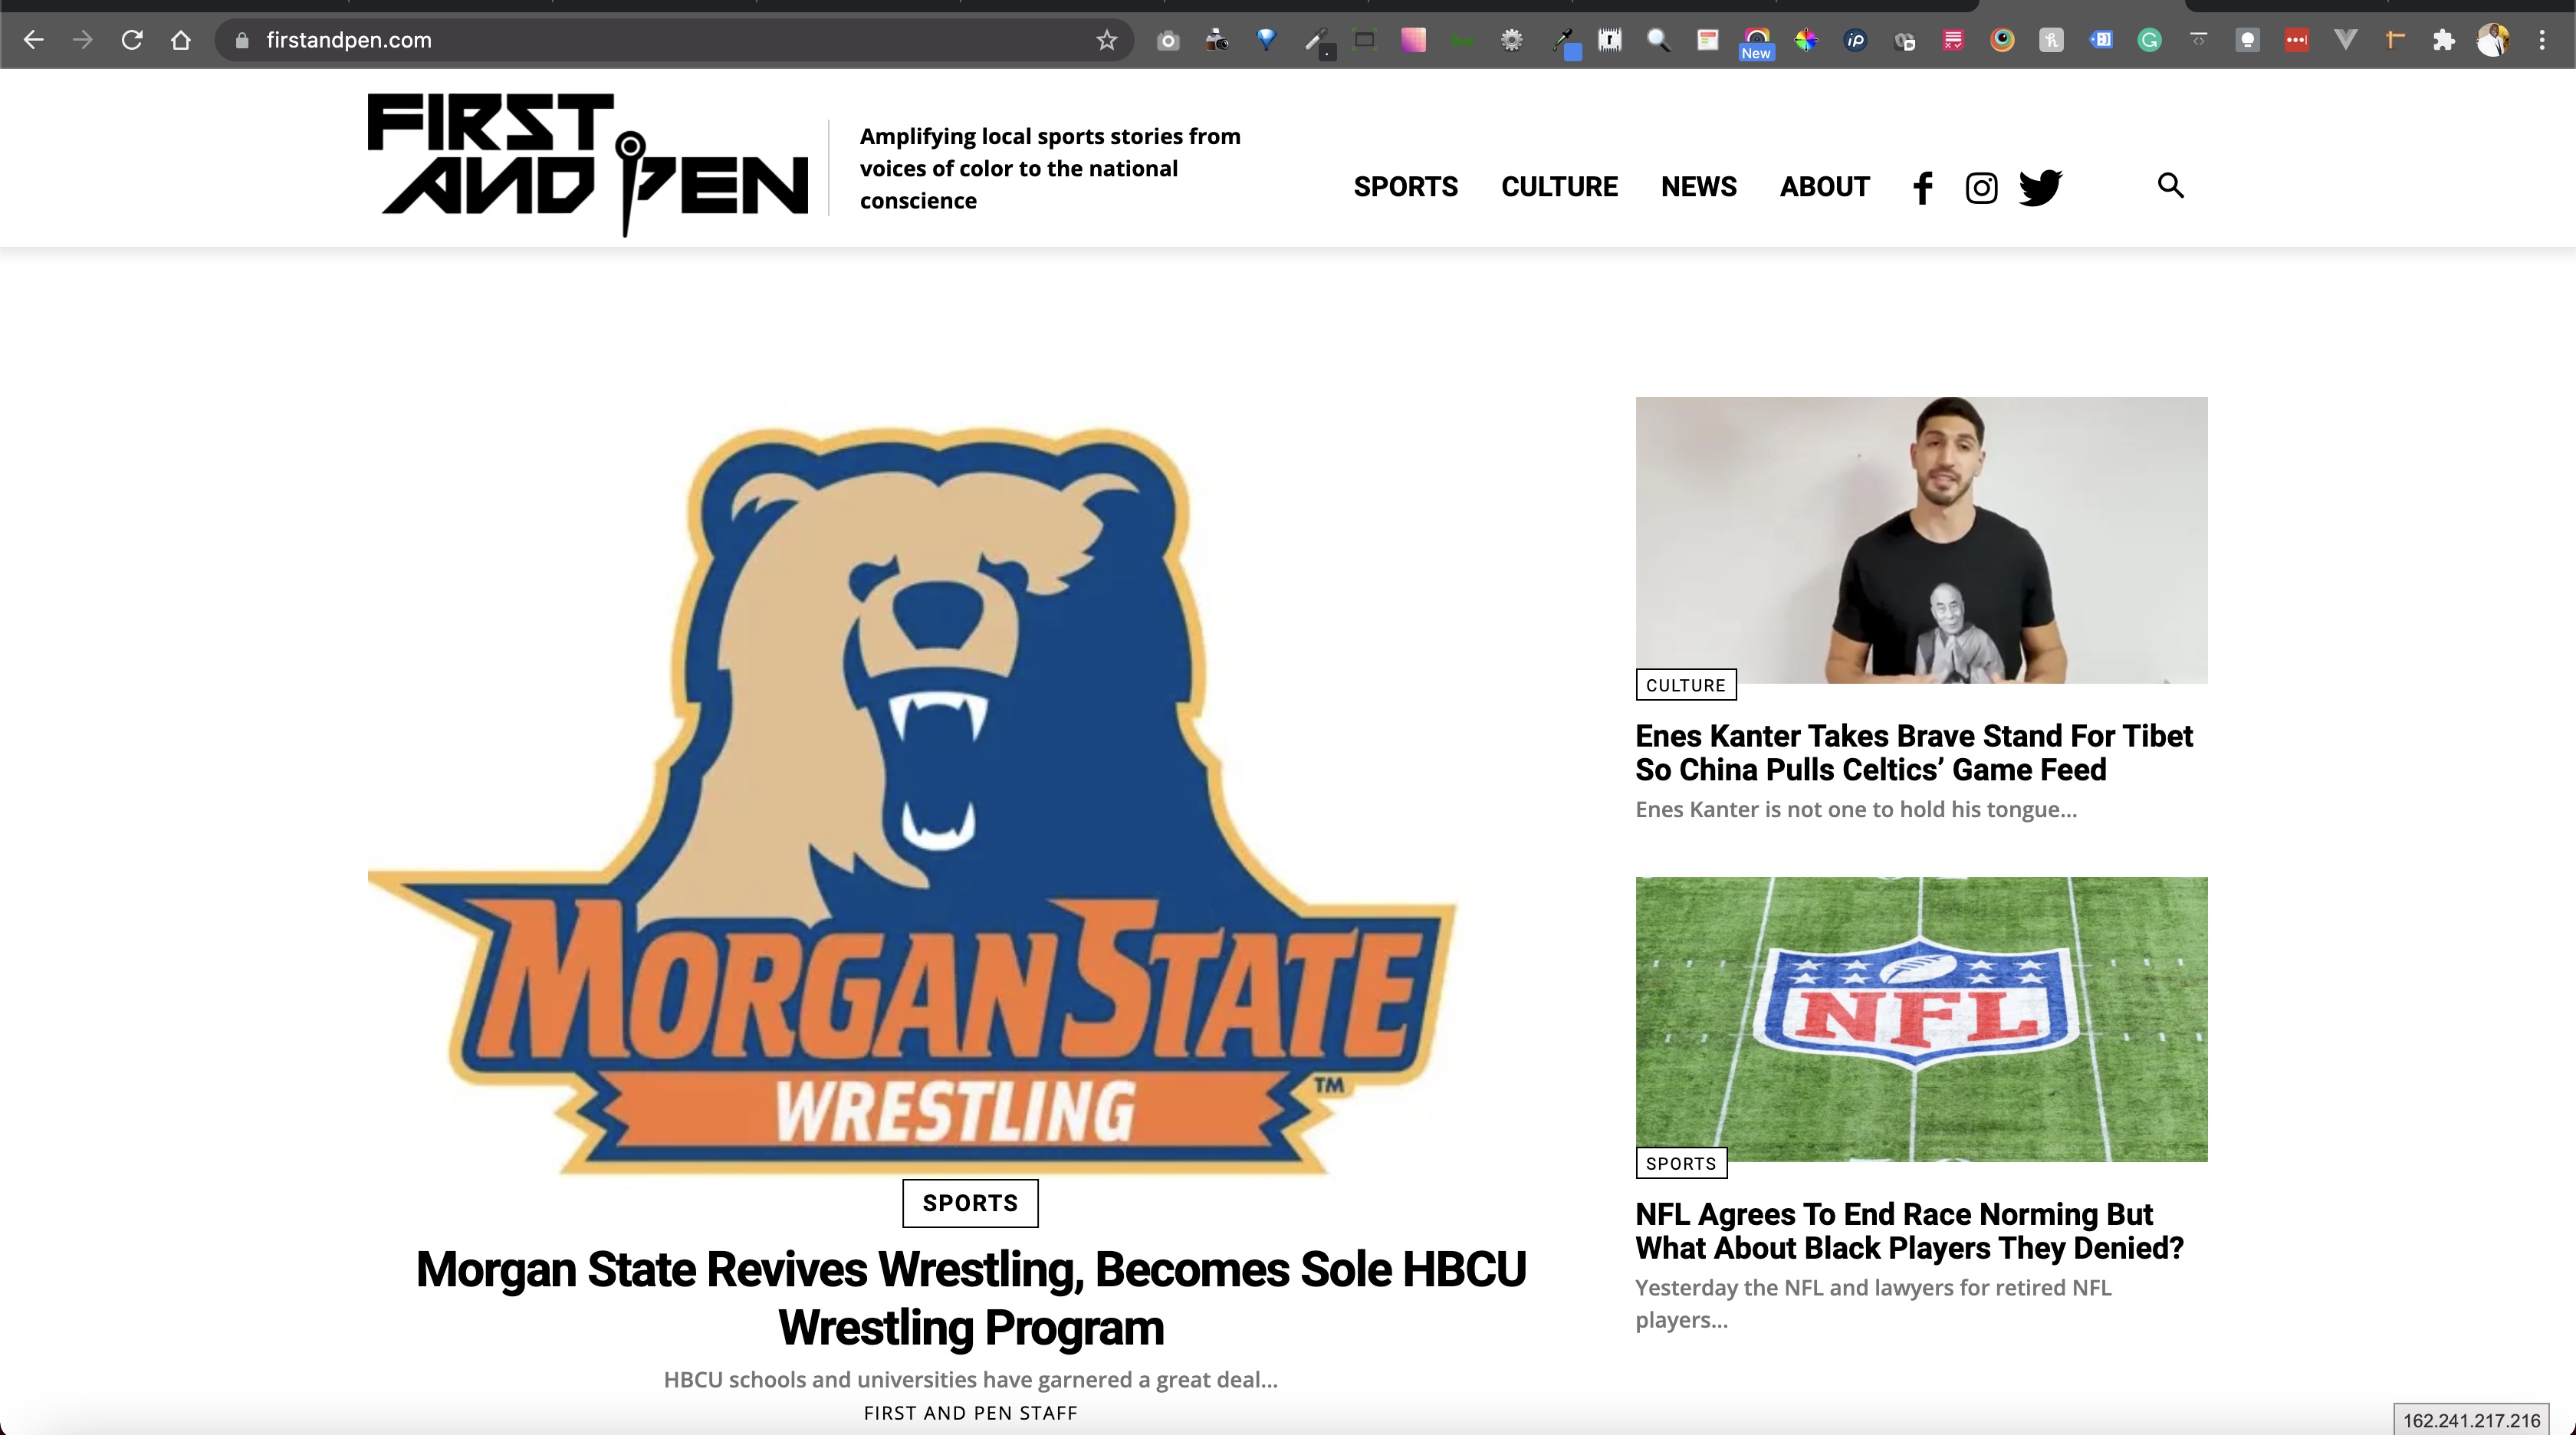 firstandpen.com
New
FIRST
AND PEN
Amplifying local sports stories from
voices of color to the national
conscience
SPORTS CULTURE NEWS ABOUT
MORGAN STATE
WRESTLING
TM
SPORTS
Morgan State Revives Wrestling, Becomes Sole HBCU
Wrestling Program
HBCU schools and universities have garnered a great deal...
FIRST AND PEN STAFF
CULTURE
Enes Kanter Takes Brave Stand For Tibet
So China Pulls Celtics’ Game Feed
Enes Kanter is not one to hold his tongue...
NFL
SPORTS
NFL Agrees To End Race Norming But
What About Black Players They Denied?
Yesterday the NFL and lawyers for retired NFL
players...
162.241.217.216